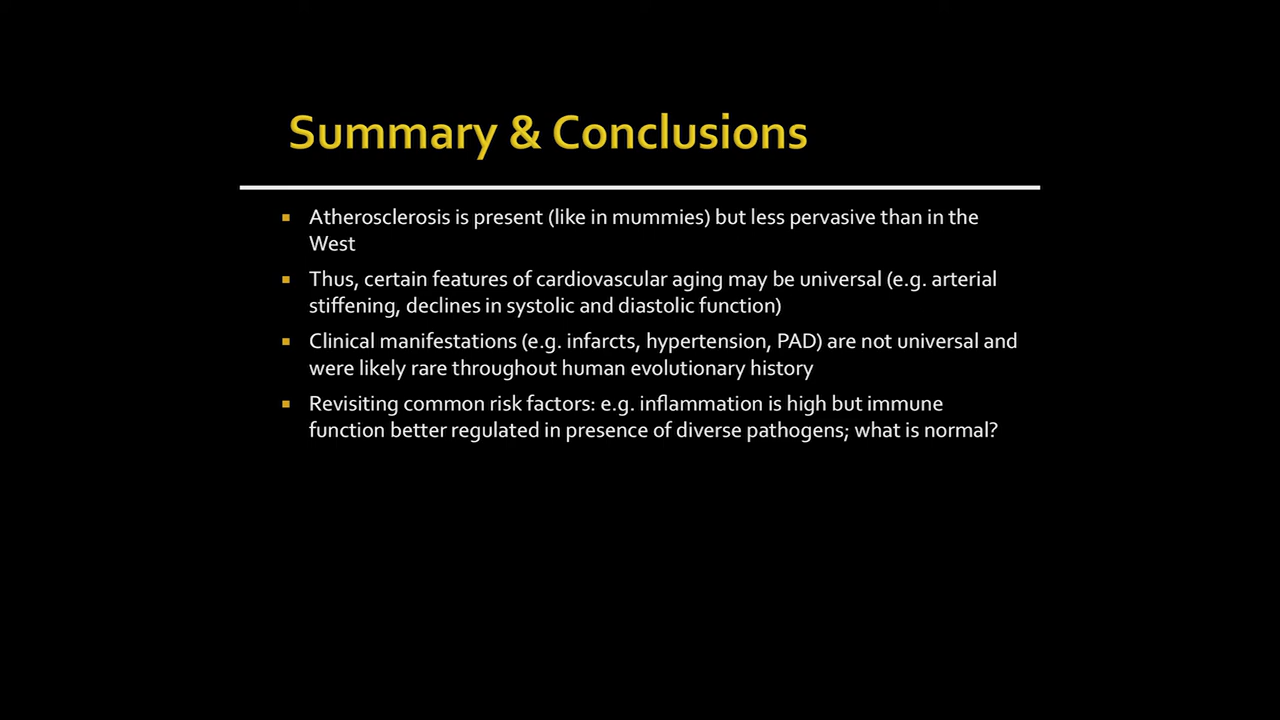 Summary & Conclusions
Atherosclerosis is present (like in mummies) but less pervasive than in the
West
Thus, certain features of cardiovascular aging may be universal (e.g. arterial
stiffening, declines in systolic and diastolic function)
Clinical manifestations (e.g. infarcts, hypertension, PAD) are not universal and
were likely rare throughout human evolutionary history
Revisiting common risk factors: e.g. inflammation is high but immune
function better regulated in presence of diverse pathogens; what is normal?